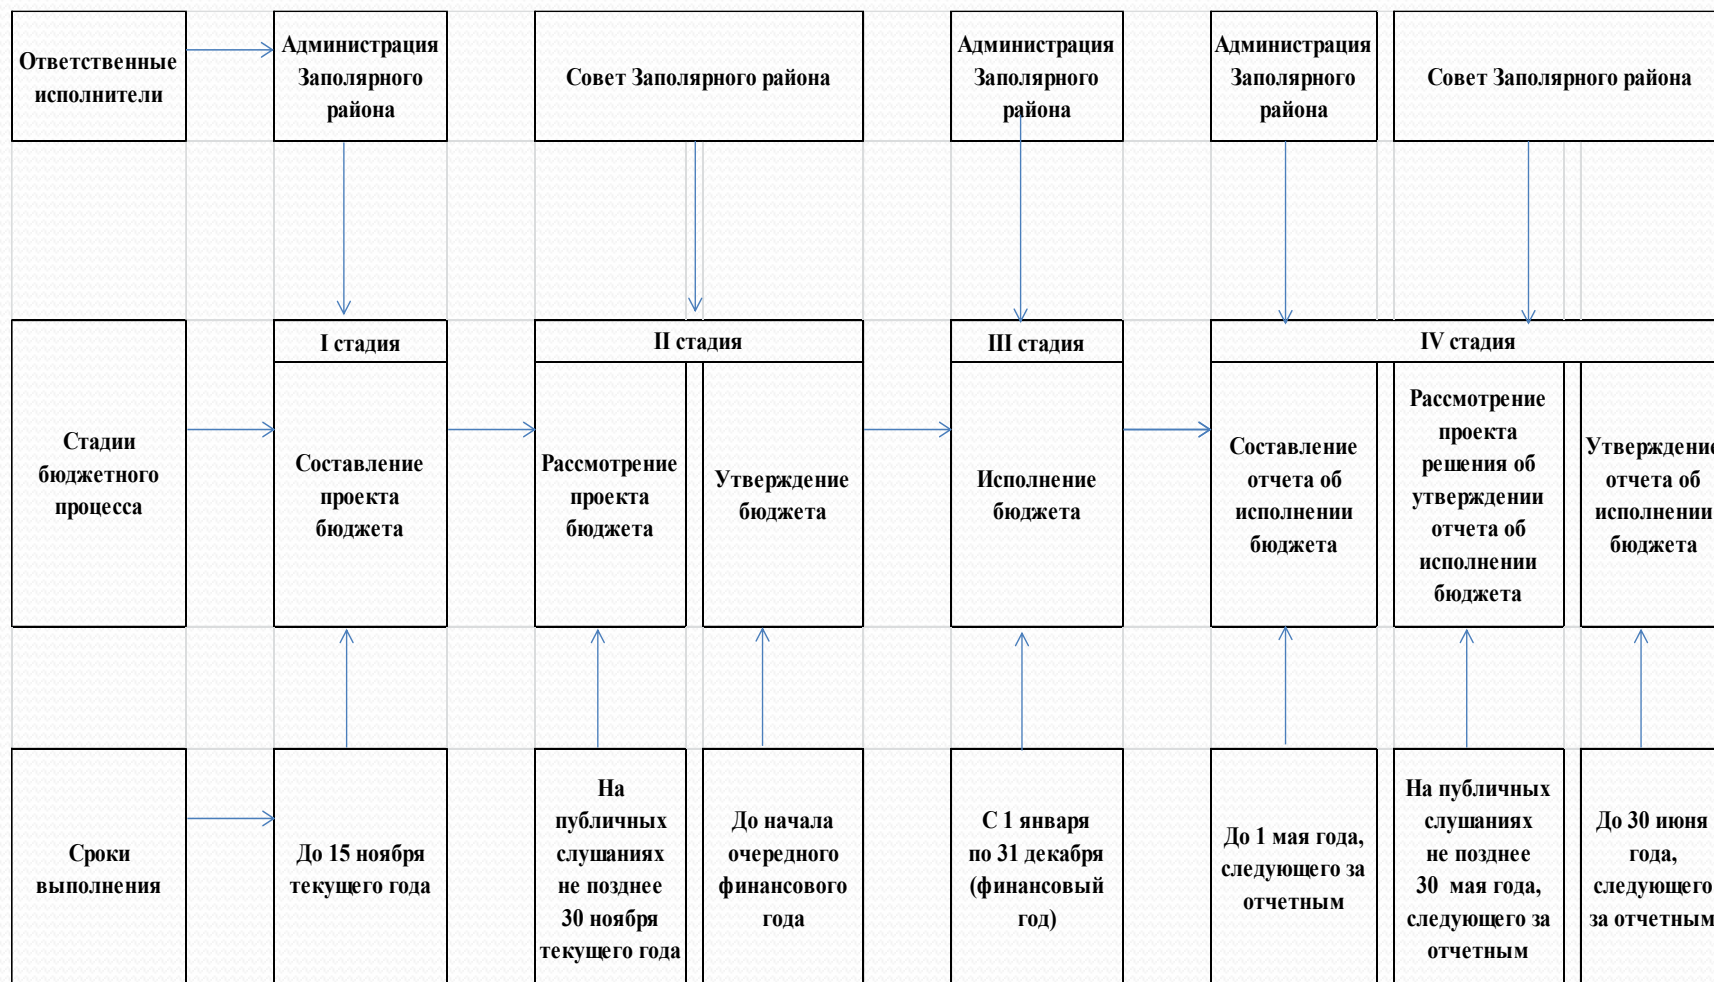 Ответственные
исполнители
Администрация
Заполярного
района
Совет Заполярного района
Администрация
Заполярного
района
Администрация
Заполярного
района
Совет Заполярного района
Стадии
бюджетного
процесса
I стадия
Составление
проекта
бюджета
II стадия
Рассмотрение
проекта
бюджета
Утверждение
бюджета
III стадия
Исполнение
бюджета
IV стадия
Составление
отчета об
исполнении
бюджета
Рассмотрение
проекта
решения об
утверждении
отчета об
исполнении
бюджета
Утверждение
отчета об
исполнении
бюджета
Сроки
выполнения
До 15 ноября
текущего года
На
публичных
слушаниях
не позднее
30 ноября
текущего года
До начала
очередного
финансового
года
С 1 января
по 31 декабря
(финансовый
год)
До 1 мая года,
следующего за
отчетным
На публичных
слушаниях
не позднее
30 мая года,
следующего за
отчетным
До 30 июня
года,
следующего
за отчетным